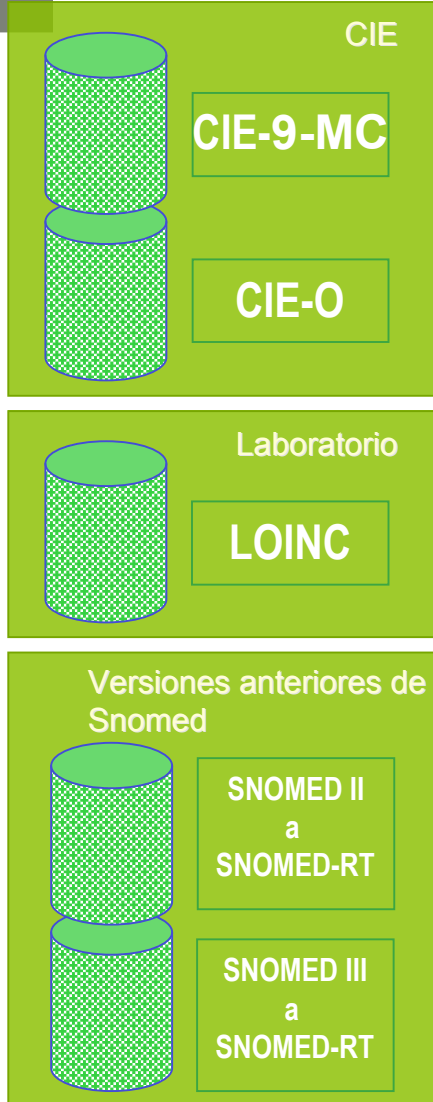 CIE
CIE-9-MC
CIE-O
Laboratorio
LOINC
Versiones anteriores de
Snomed
SNOMED II
a
SNOMED-RT
SNOMED III
a
SNOMED-RT